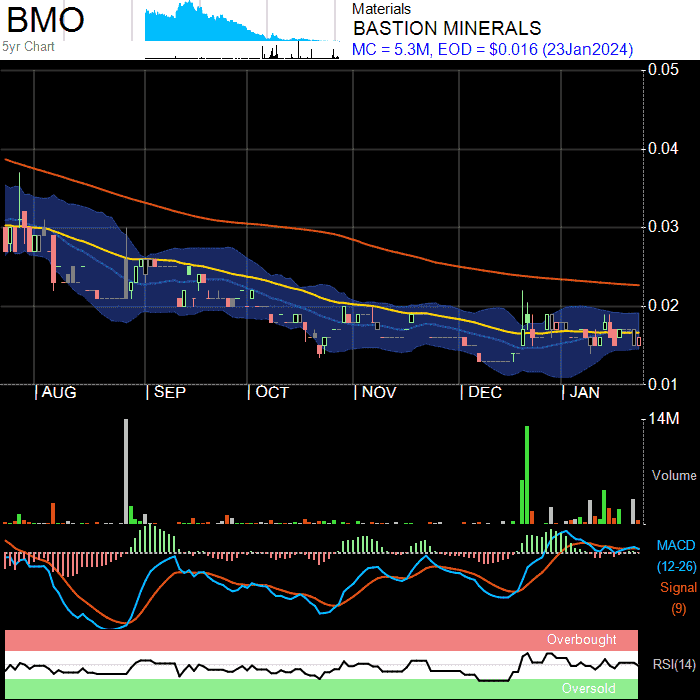 BMO
5yr Chart
Materials
BASTION MINERALS
MC = 5.3M, EOD = $0.016 (23Jan2024)
0.05
0.04
0.03
0.02
0.01
AUG SEP OCT NOV DEC JAN
14M
Volume
MACD
(12-26)
Signal
(9)
Overbought
RSI(14)
Oversold